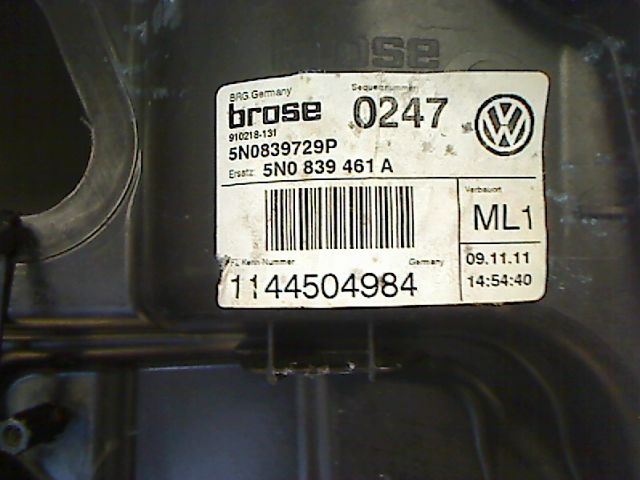 brose
BRG Germany
brose
910218-131
Sequenznummer
0247
5N0839729P
Ersatz: 5N0 839 461 A
Verbauort
ML1
Kenn Nummer Germany
1144504984
09.11.11
14:54:40